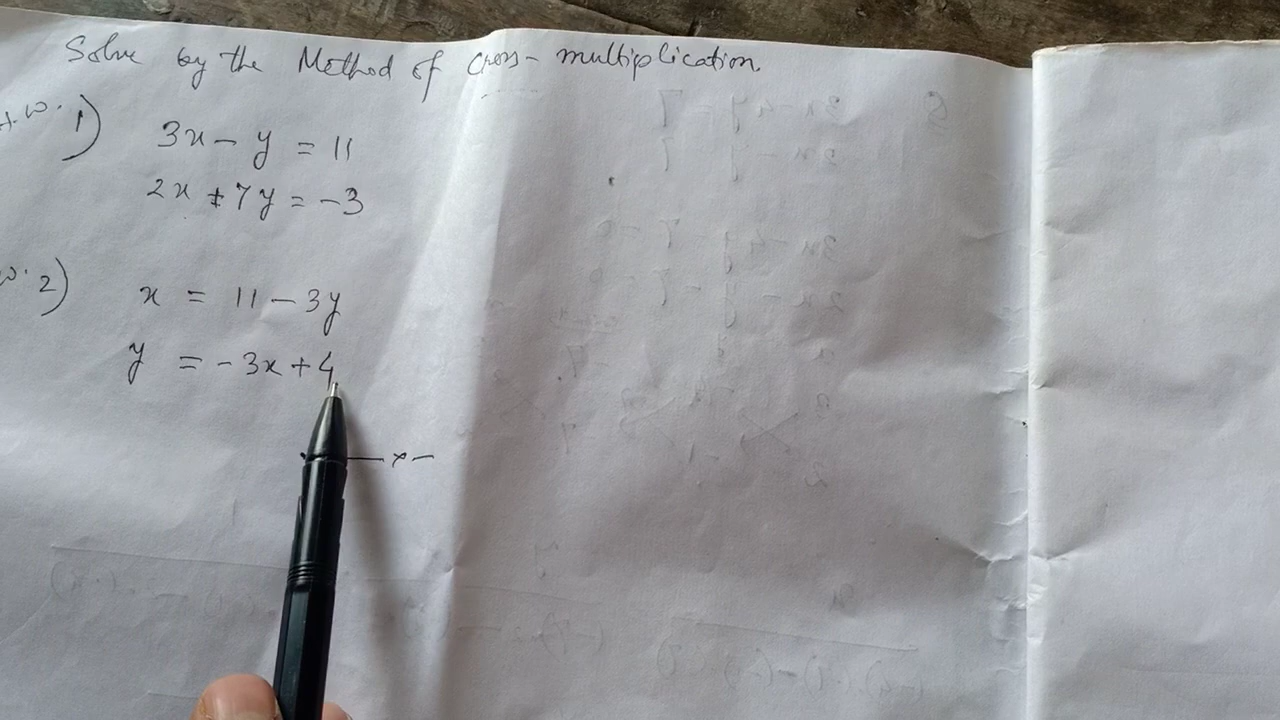 Solve by the Method of Cross-multiplication.
H.W. 1) 3x - y = 11
2x + 7y = -3
W. 2) x = 11 - 3y
y = -3x + 4
— x —